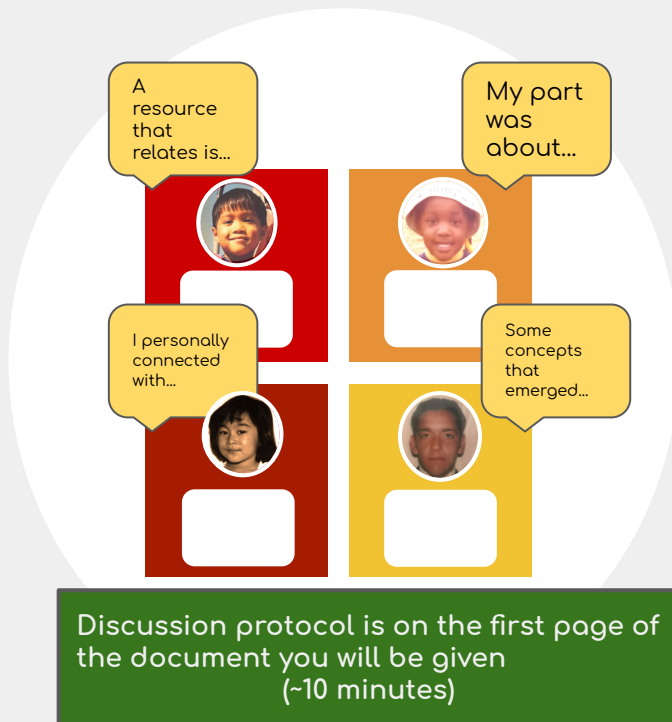 A
resource
that
relates is...
My part
was
about...
I personally
connected
with...
Some
concepts
that
emerged...
Discussion protocol is on the first page of
the document you will be given
(~10 minutes)